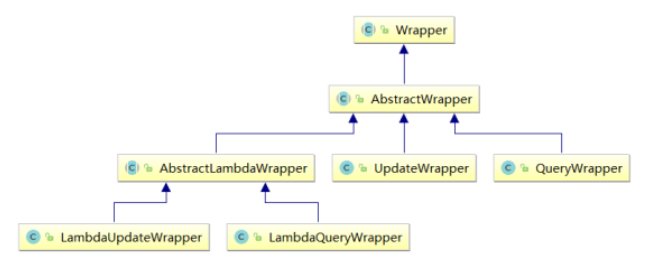 Wrapper
AbstractWrapper
AbstractLambdaWrapper
UpdateWrapper
QueryWrapper
LambdaUpdateWrapper
LambdaQueryWrapper